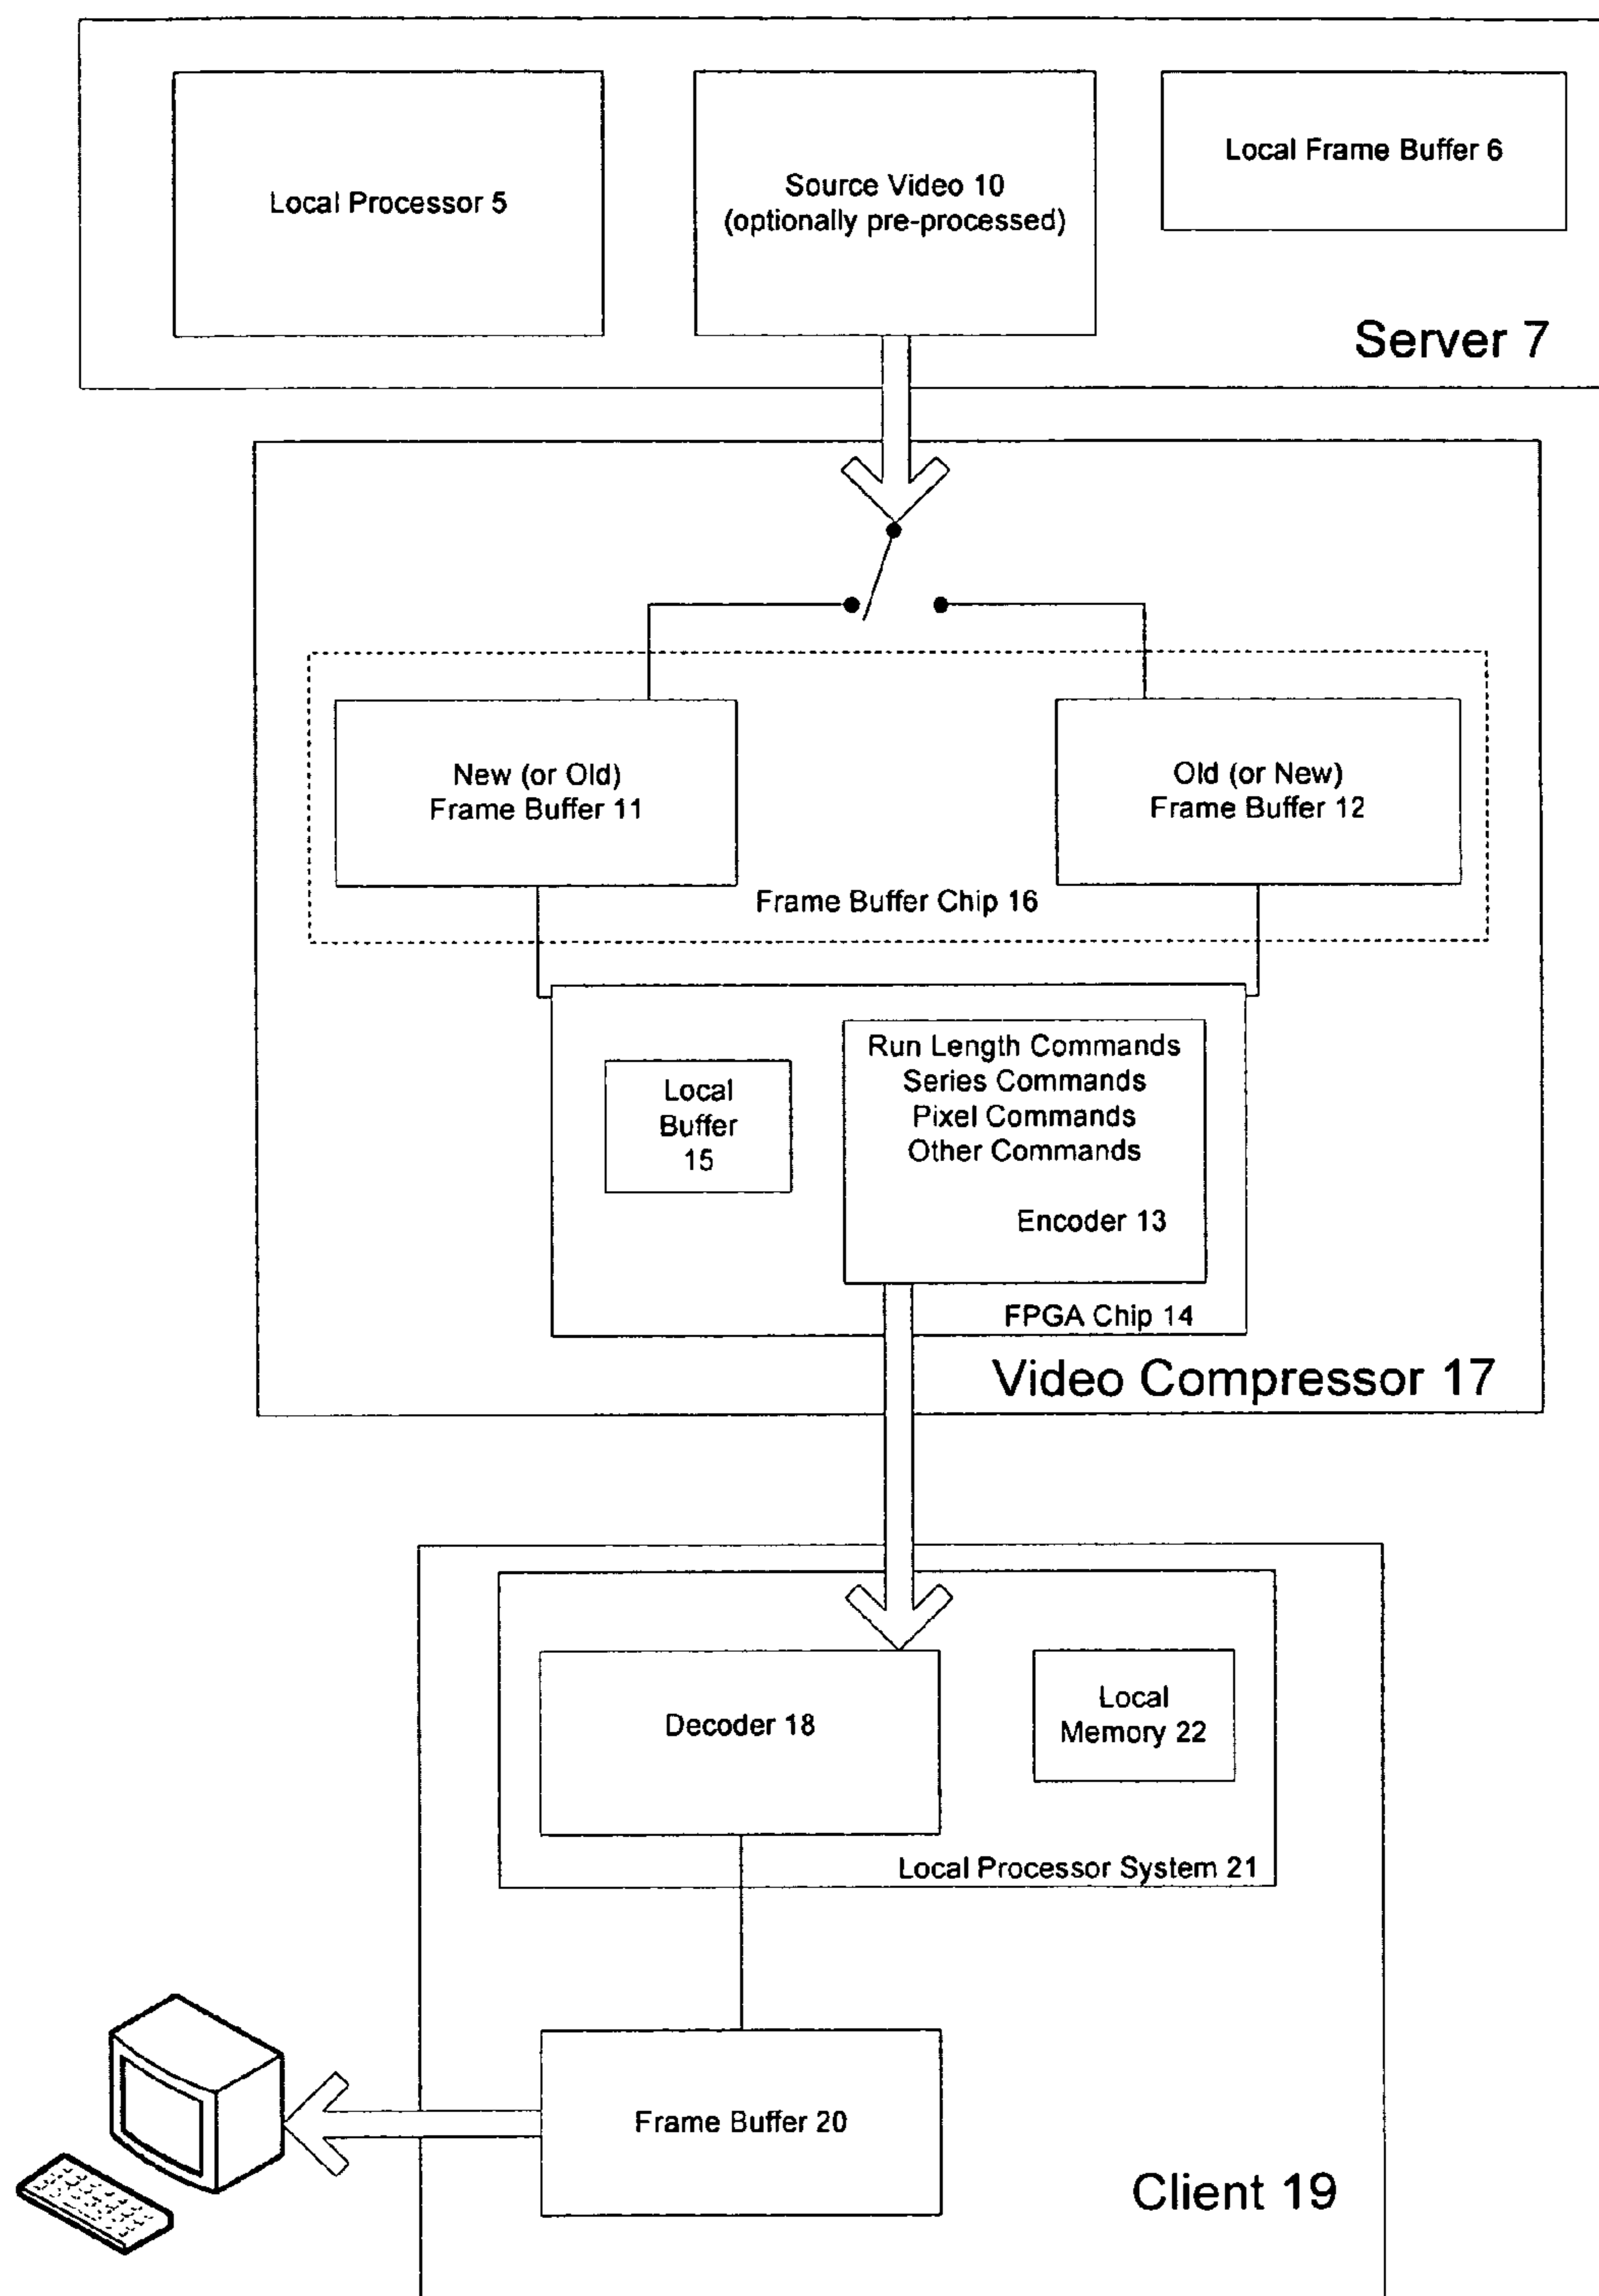 Local Processor 5
Source Video 10
(optionally pre-processed)
Local Frame Buffer 6
Server 7
New (or Old)
Frame Buffer 11
Old (or New)
Frame Buffer 12
Frame Buffer Chip 16
Local
Buffer
15
Run Length Commands
Series Commands
Pixel Commands
Other Commands
Encoder 13
FPGA Chip 14
Video Compressor 17
Decoder 18
Local
Memory 22
Local Processor System 21
Frame Buffer 20
Client 19